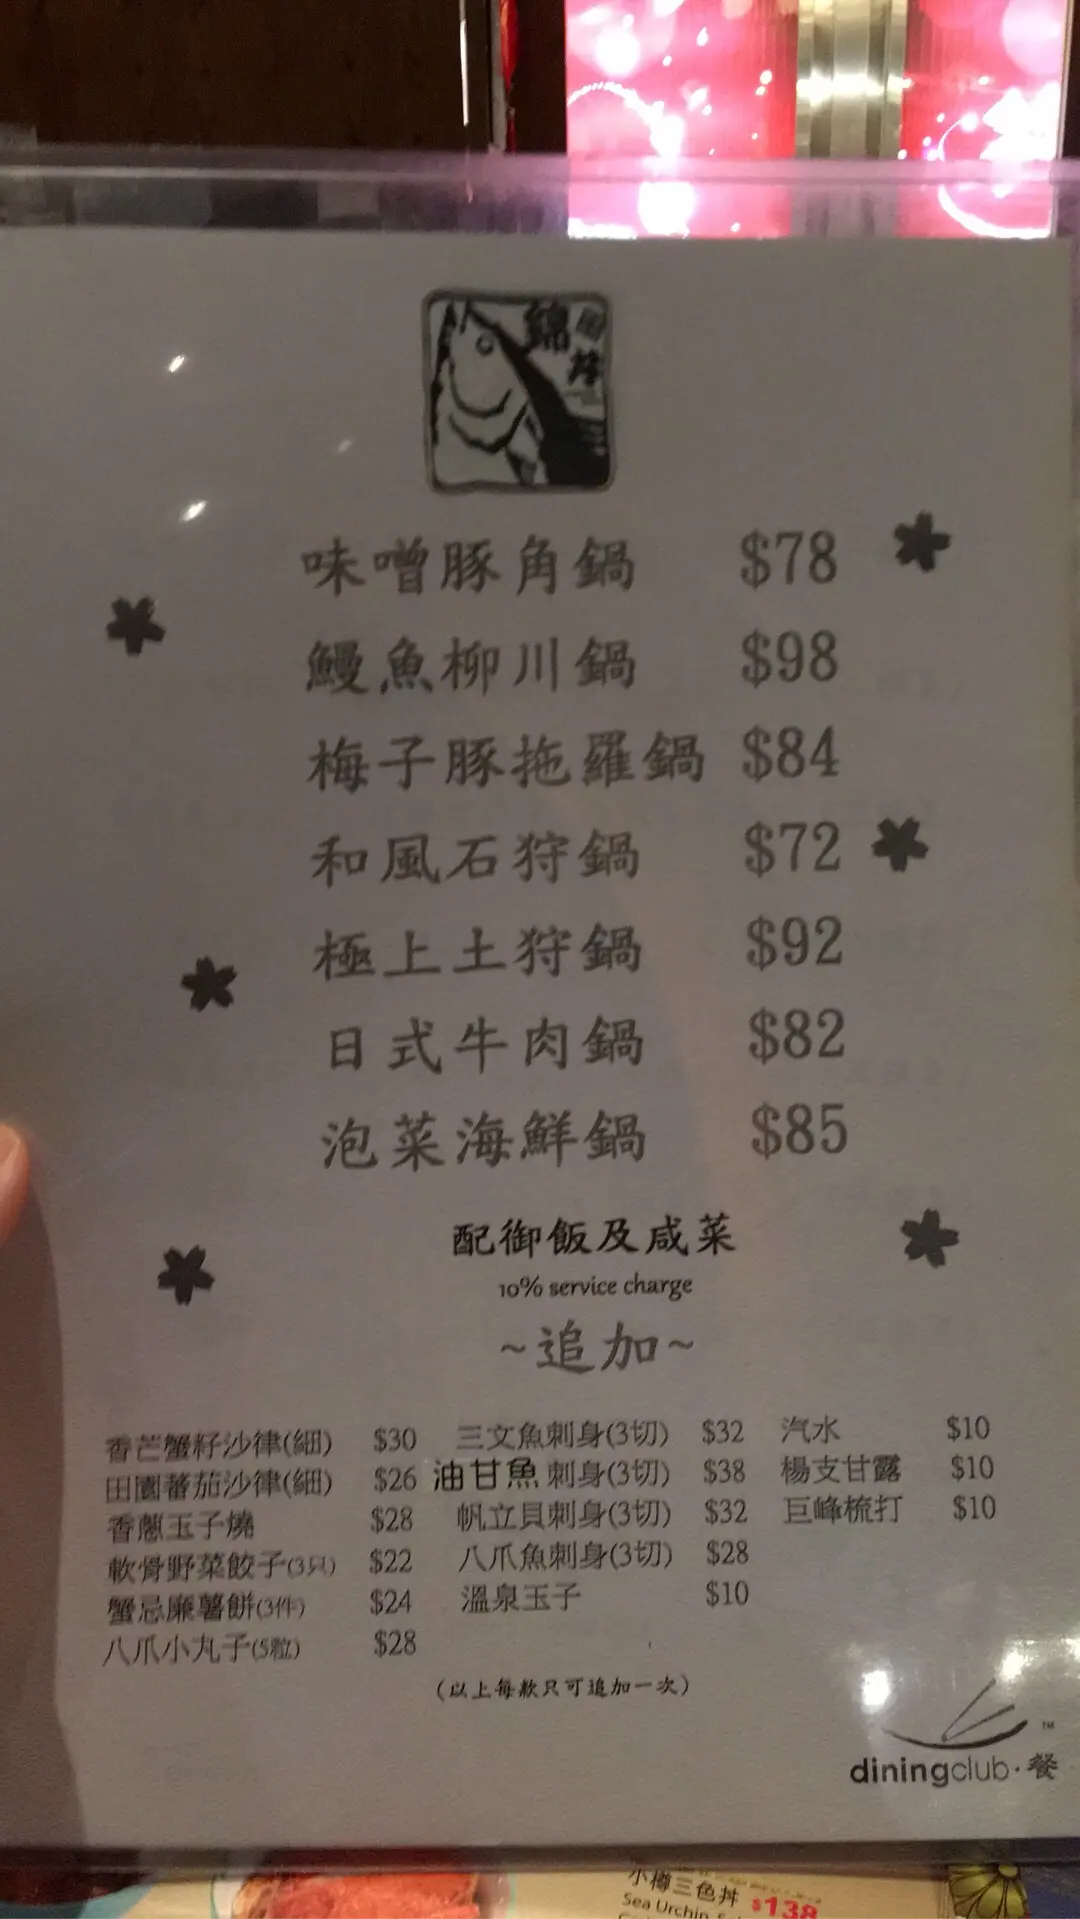 錦
丼
味噌豚角鍋 $78
鰻魚柳川鍋 $98
梅子豚拖羅鍋 $84
和風石狩鍋 $72
極上土狩鍋 $92
日式牛肉鍋 $82
泡菜海鮮鍋 $85
配御飯及咸菜
10% service charge
~追加~
香芒蟹籽沙律(細) $30 三文魚刺身(3切) $32 汽水 $10
田園蕃茄沙律(細) $26 油甘魚刺身(3切) $38 楊支甘露 $10
香蔥玉子燒 $28 帆立貝刺身(3切) $32 巨峰梳打 $10
軟骨野菜餃子(3只) $22 八爪魚刺身(3切) $28
蟹忌廉薯餅(3件) $24 溫泉玉子 $10
八爪小丸子(5粒) $28
(以上每款只可追加一次)
diningclub·餐 ™
小樽三色丼 $138
Sea Urchin,